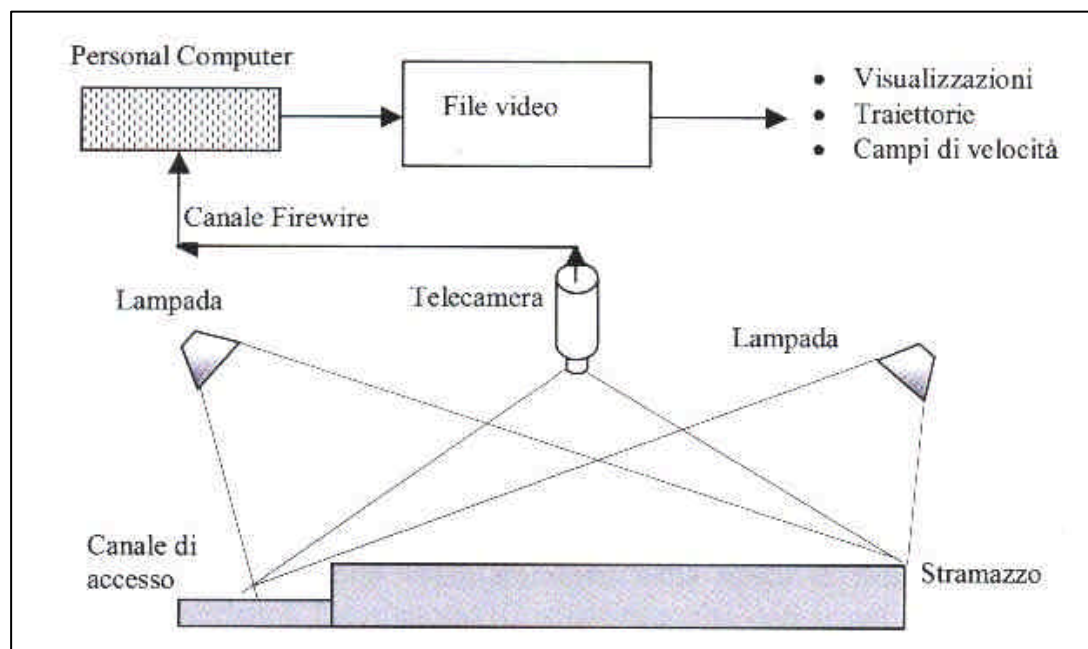 Personal Computer
File video
• Visualizzazioni
• Traiettorie
• Campi di velocità
Canale Firewire
Lampada
Telecamera
Lampada
Canale di
accesso
Stramazzo